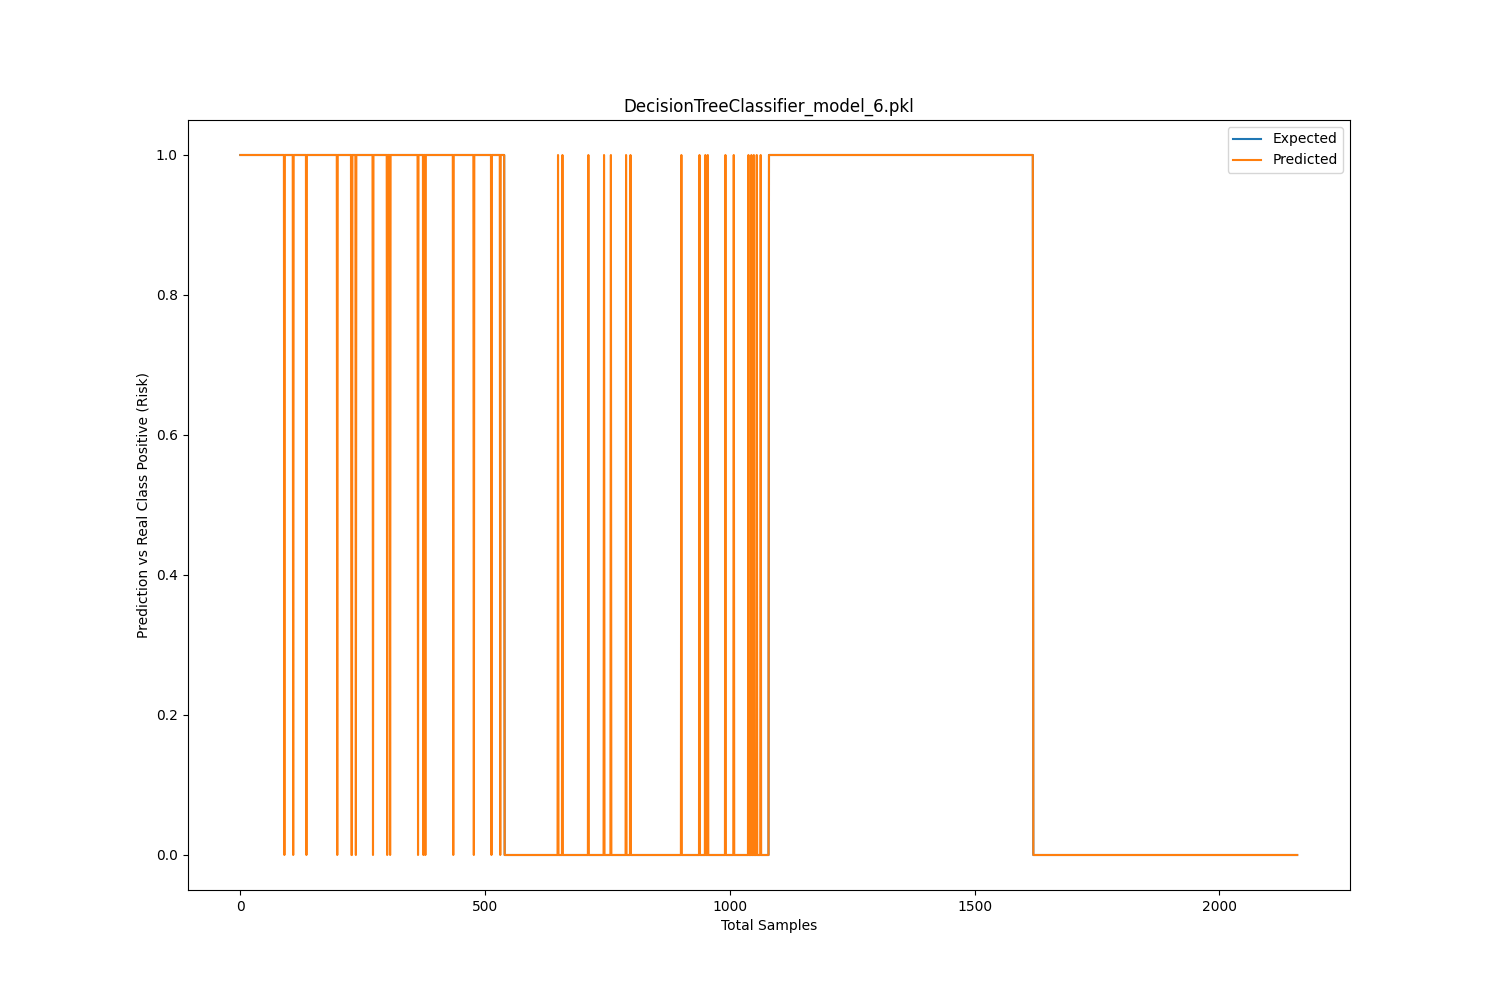 DecisionTreeClassifier_model_6.pkl
Expected
Predicted
Prediction vs Real Class Positive (Risk)
1.0
0.8
0.6
0.4
0.2
0.0
0 500 1000 1500 2000
Total Samples